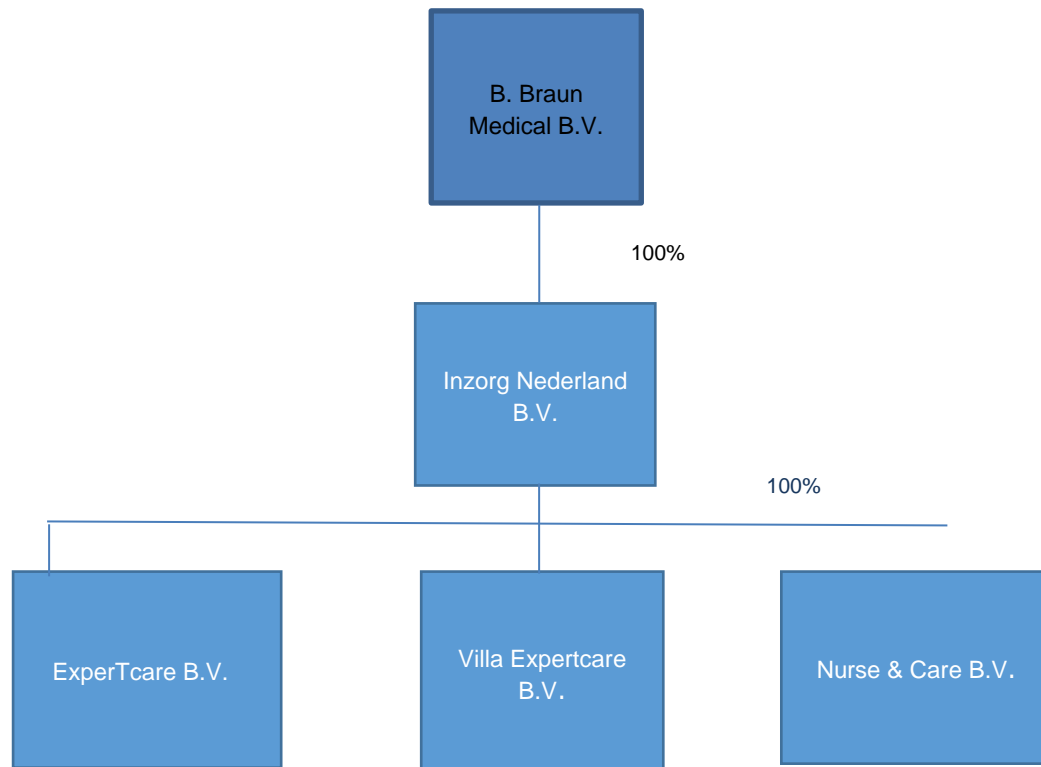 B. Braun
Medical B.V.
100%
Inzorg Nederland
B.V.
100%
ExperTcare B.V.
Villa Expertcare
B.V.
Nurse & Care B.V.